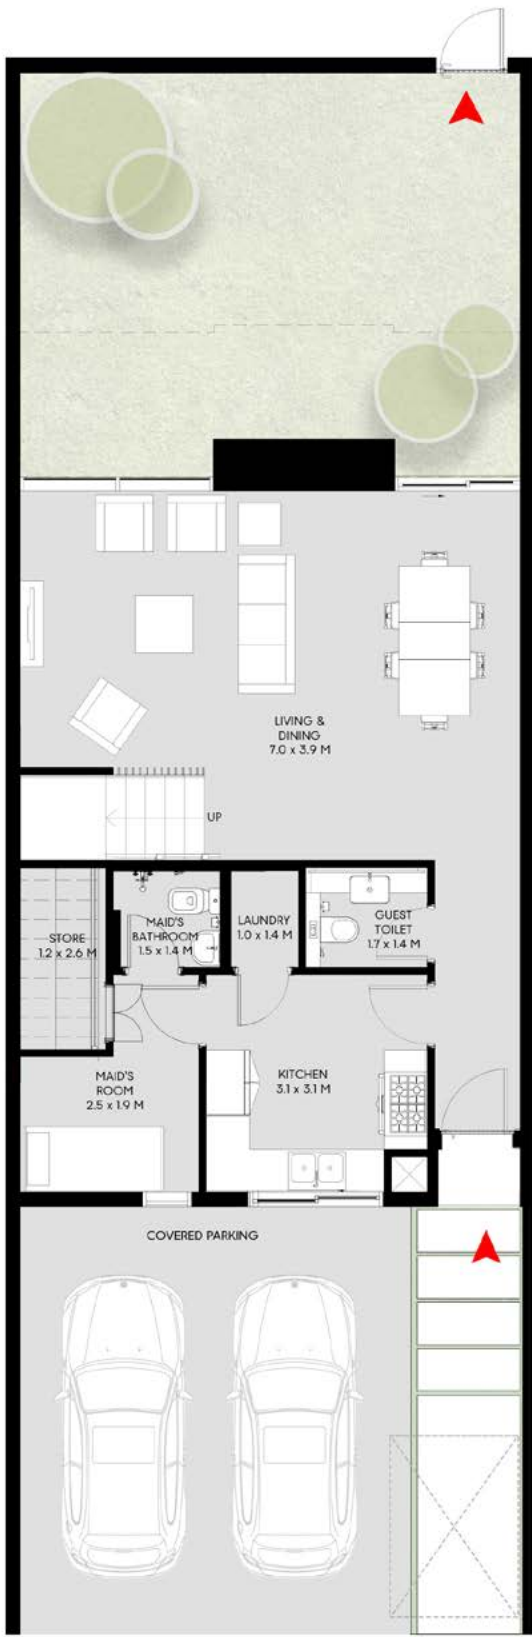 LIVING &
DINING
7.0 x 3.9 M
UP
STORE
1.2 x 2.6 M
MAID'S
BATHROOM
1.5 x 1.4 M
LAUNDRY
1.0 x 1.4 M
GUEST
TOILET
1.7 x 1.4 M
MAID'S
ROOM
2.5 x 1.9 M
KITCHEN
3.1 x 3.1 M
COVERED PARKING